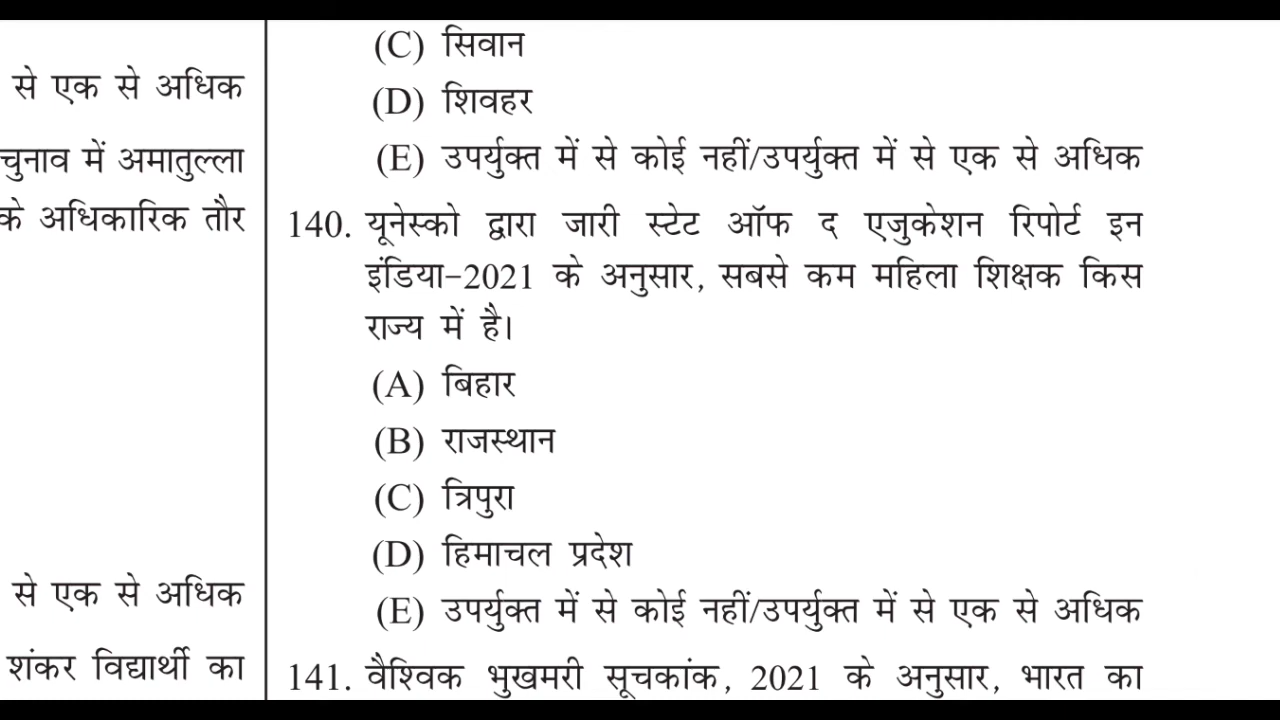 से एक से अधिक
चुनाव में अमातुल्ला
के अधिकारिक तौर
से एक से अधिक
शंकर विद्यार्थी का
(C) सिवान
(D) शिवहर
(E) उपर्युक्त में से कोई नहीं/उपर्युक्त में से एक से अधिक
140. यूनेस्को द्वारा जारी स्टेट ऑफ द एजुकेशन रिपोर्ट इन
इंडिया-2021 के अनुसार, सबसे कम महिला शिक्षक किस
राज्य में है।
(A) बिहार
(B) राजस्थान
(C) त्रिपुरा
(D) हिमाचल प्रदेश
(E) उपर्युक्त में से कोई नहीं/उपर्युक्त में से एक से अधिक
141. वैश्विक भुखमरी सूचकांक, 2021 के अनुसार, भारत का